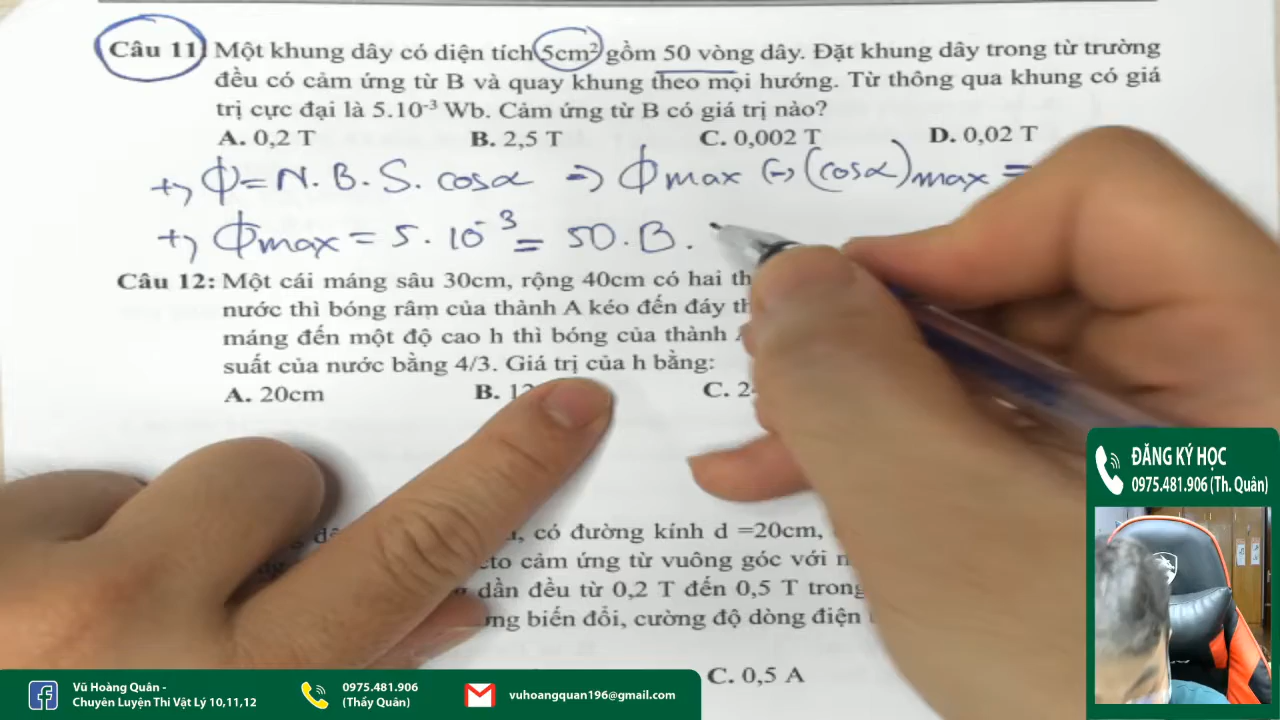 Câu 11 Một khung dây có diện tích 5cm² gồm 50 vòng dây. Đặt khung dây trong từ trường
đều có cảm ứng từ B và quay khung theo mọi hướng. Từ thông qua khung có giá
trị cực đại là 5.10⁻³ Wb. Cảm ứng từ B có giá trị nào?
A. 0,2 T B. 2,5 T C. 0,002 T D. 0,02 T
+, Φ = N.B.S.cosα => Φmax (-> (cosα)max =
+, Φmax = 5.10⁻³ = 50.B.
Câu 12: Một cái máng sâu 30cm, rộng 40cm có hai th
nước thì bóng râm của thành A kéo đến đáy th
máng đến một độ cao h thì bóng của thành
suất của nước bằng 4/3. Giá trị của h bằng:
A. 20cm B. 1 C. 2
có đường kính d =20cm,
cảm ứng từ vuông góc với
dần đều từ 0,2 T đến 0,5 T trong
biến đổi, cường độ dòng điện
C. 0,5 A
ĐĂNG KÝ HỌC
0975.481.906 (Th. Quân)
Vũ Hoàng Quân -
Chuyên Luyện Thi Vật Lý 10,11,12
0975.481.906
(Thầy Quân)
vuhoangquan196@gmail.com